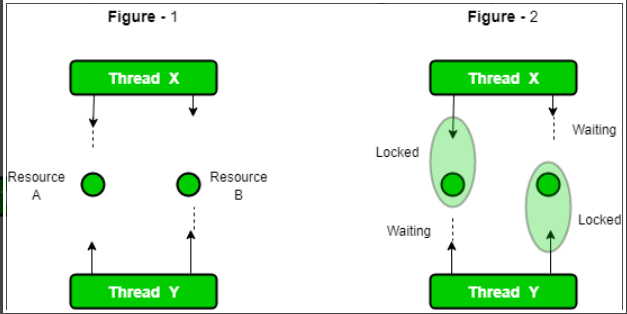 Figure - 1
Thread X
Resource
A
Resource
B
Thread Y
Figure - 2
Thread X
Waiting
Locked
Waiting
Locked
Thread Y